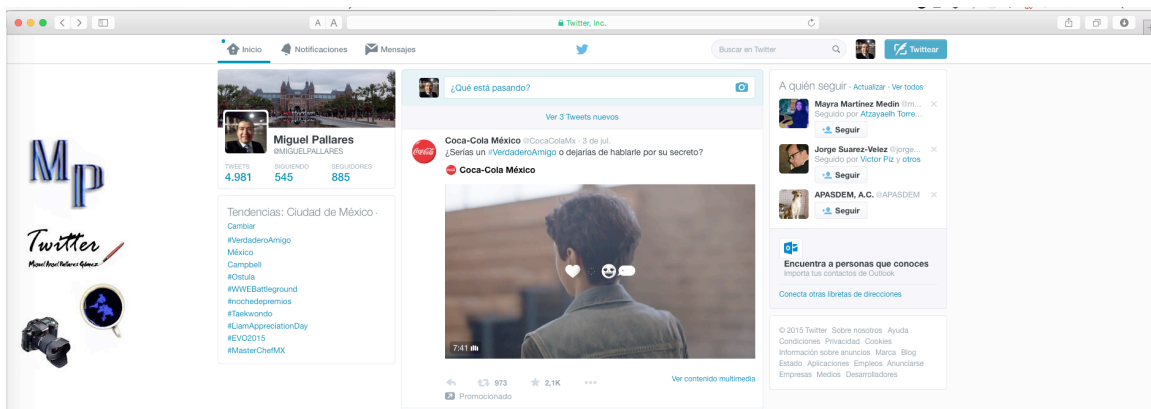 A A
Twitter, Inc.
Inicio Notificaciones Mensajes
Buscar en Twitter
Twittear
MP
Twitter
Miguel Angel Pallares Gómez
Miguel Pallares
@MIGUELPALLARES
TWEETS SIGUIENDO SEGUIDORES
4.981 545 885
Tendencias: Ciudad de México ·
Cambiar
#VerdaderoAmigo
México
Campbell
#Ostula
#WWEBattleground
#nochedepremios
#Taekwondo
#LiamAppreciationDay
#EVO2015
#MasterChefMX
¿Qué está pasando?
Ver 3 Tweets nuevos
Coca-Cola México @CocaColaMx · 3 de jul.
¿Serías un #VerdaderoAmigo o dejarías de hablarle por su secreto?
Coca-Cola México
7:41
973 2,1K
Ver contenido multimedia
Promocionado
A quién seguir · Actualizar · Ver todos
Mayra Martínez Medin @m...
Seguido por Atzayaelh Torre...
Seguir
Jorge Suarez-Velez @jorge...
Seguido por Victor Piz y otros
Seguir
APASDEM, A.C. @APASDEM
Seguir
Encuentra a personas que conoces
Importa tus contactos de Outlook
Conecta otras libretas de direcciones
© 2015 Twitter Sobre nosotros Ayuda
Condiciones Privacidad Cookies
Información sobre anuncios Marca Blog
Estado Aplicaciones Empleos Anunciarse
Empresas Medios Desarrolladores